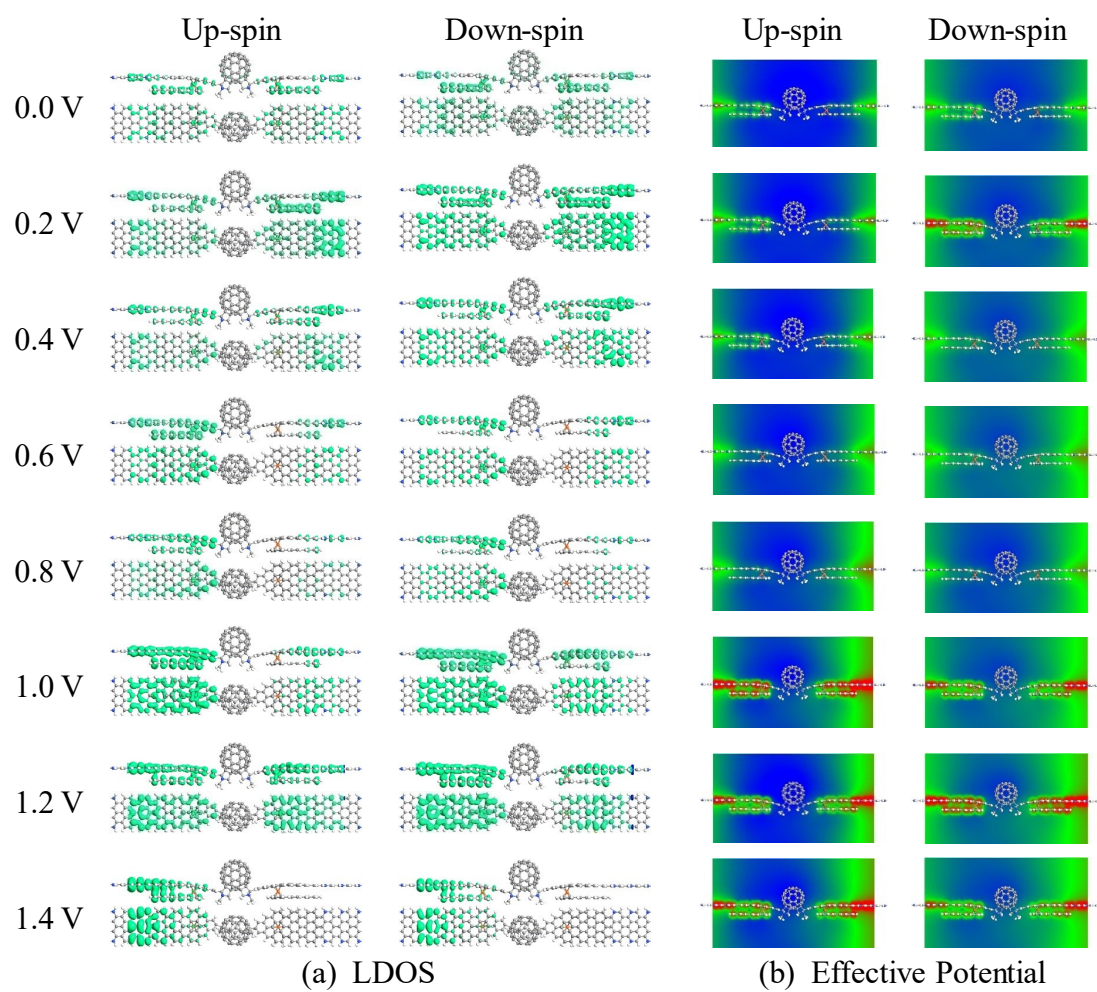 Up-spin Down-spin Up-spin Down-spin
0.0 V
0.2 V
0.4 V
0.6 V
0.8 V
1.0 V
1.2 V
1.4 V
(a) LDOS (b) Effective Potential